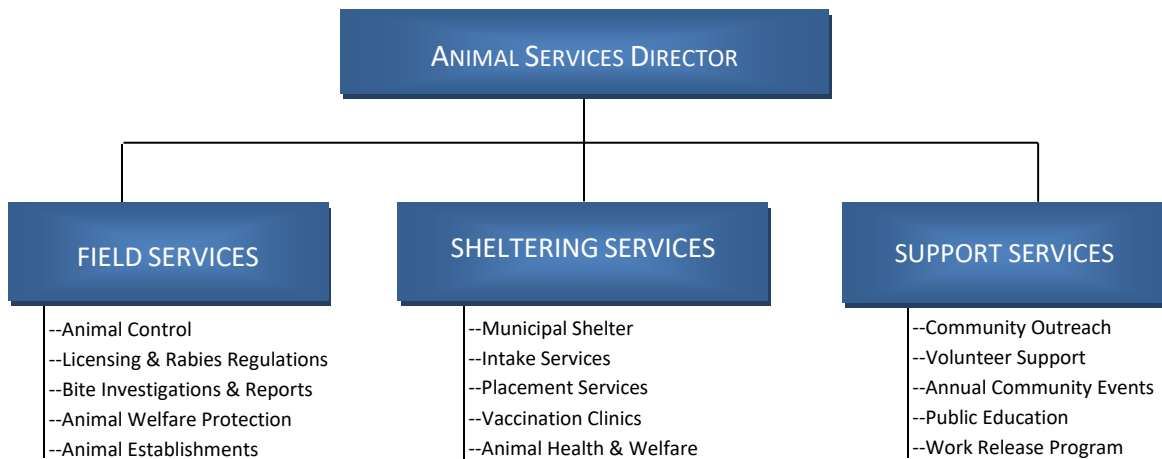 ANIMAL SERVICES DIRECTOR
FIELD SERVICES
--Animal Control
--Licensing & Rabies Regulations
--Bite Investigations & Reports
--Animal Welfare Protection
--Animal Establishments
SHELTERING SERVICES
--Municipal Shelter
--Intake Services
--Placement Services
--Vaccination Clinics
--Animal Health & Welfare
SUPPORT SERVICES
--Community Outreach
--Volunteer Support
--Annual Community Events
--Public Education
--Work Release Program